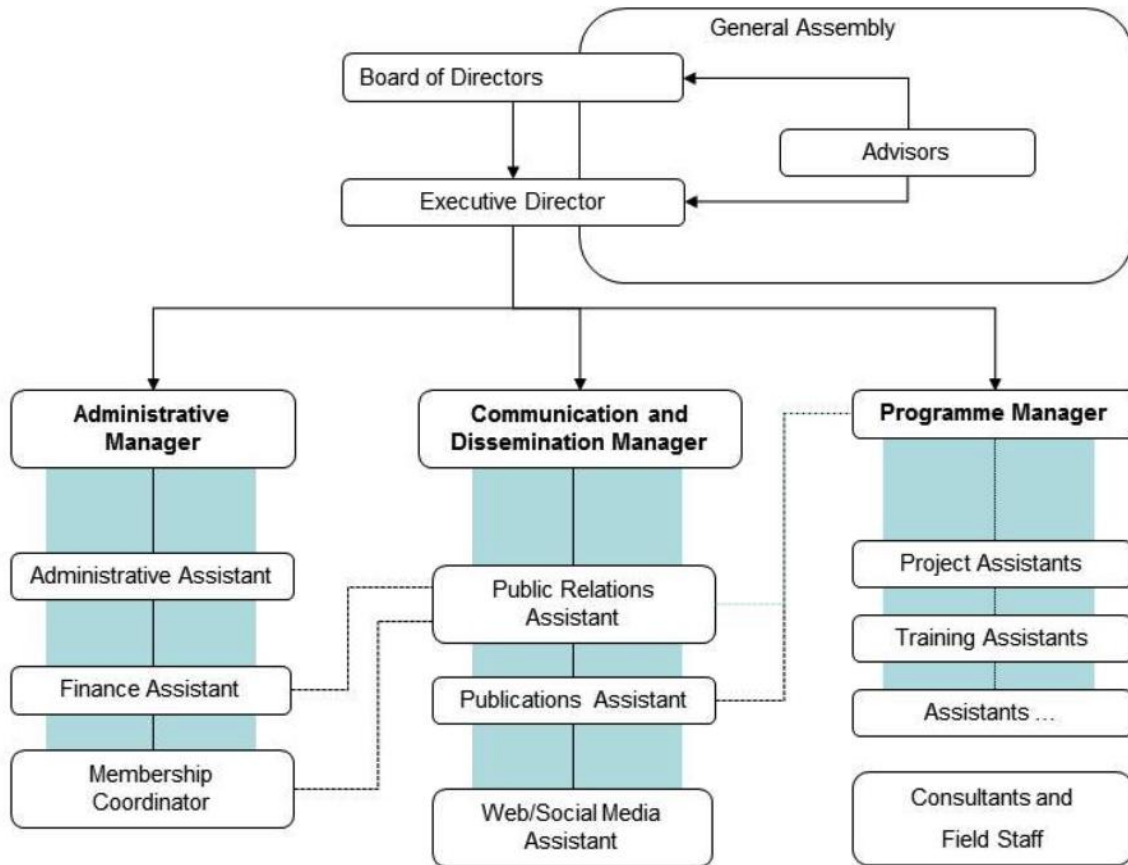 General Assembly
Board of Directors
Advisors
Executive Director
Administrative
Manager
Communication and
Dissemination Manager
Programme Manager
Administrative Assistant
Finance Assistant
Membership
Coordinator
Public Relations
Assistant
Publications Assistant
Web/Social Media
Assistant
Project Assistants
Training Assistants
Assistants ...
Consultants and
Field Staff